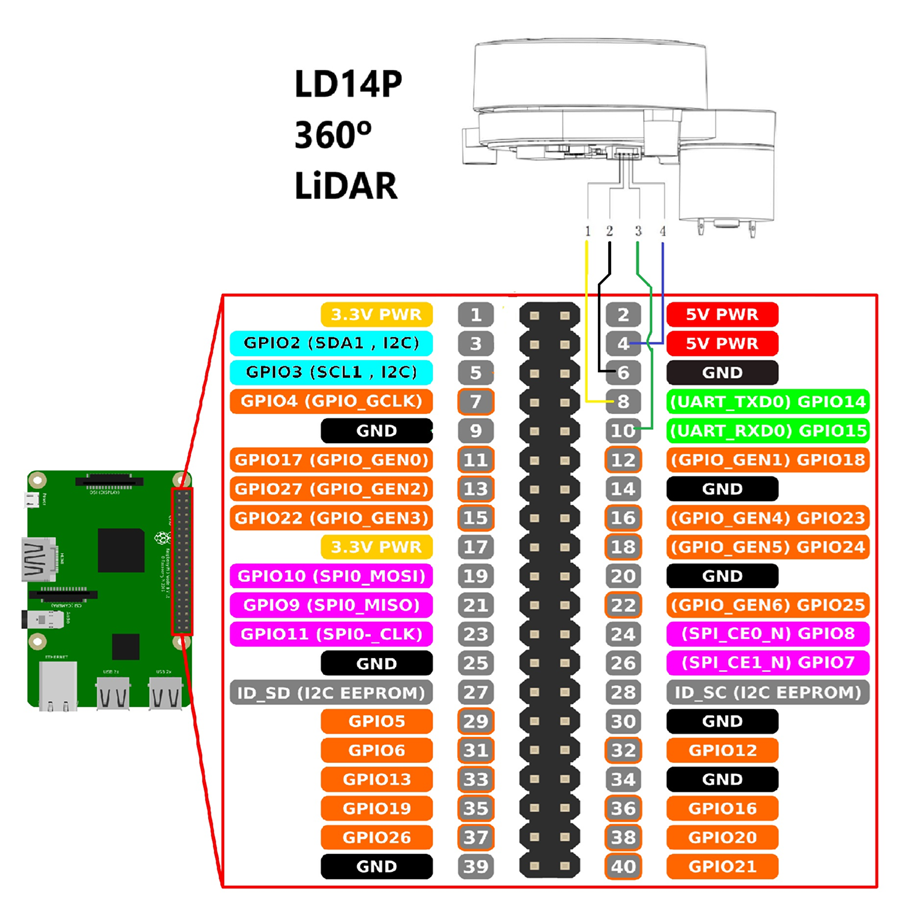 LD14P
360º
LiDAR
1 2 3 4
3.3V PWR 1 2 5V PWR
GPIO2 (SDA1 , I2C) 3 4 5V PWR
GPIO3 (SCL1 , I2C) 5 6 GND
GPIO4 (GPIO_GCLK) 7 8 (UART_TXD0) GPIO14
GND 9 10 (UART_RXD0) GPIO15
GPIO17 (GPIO_GEN0) 11 12 (GPIO_GEN1) GPIO18
GPIO27 (GPIO_GEN2) 13 14 GND
GPIO22 (GPIO_GEN3) 15 16 (GPIO_GEN4) GPIO23
3.3V PWR 17 18 (GPIO_GEN5) GPIO24
GPIO10 (SPI0_MOSI) 19 20 GND
GPIO9 (SPI0_MISO) 21 22 (GPIO_GEN6) GPIO25
GPIO11 (SPI0-_CLK) 23 24 (SPI_CE0_N) GPIO8
GND 25 26 (SPI_CE1_N) GPIO7
ID_SD (I2C EEPROM) 27 28 ID_SC (I2C EEPROM)
GPIO5 29 30 GND
GPIO6 31 32 GPIO12
GPIO13 33 34 GND
GPIO19 35 36 GPIO16
GPIO26 37 38 GPIO20
GND 39 40 GPIO21
Power
USB 2x
USB 2x